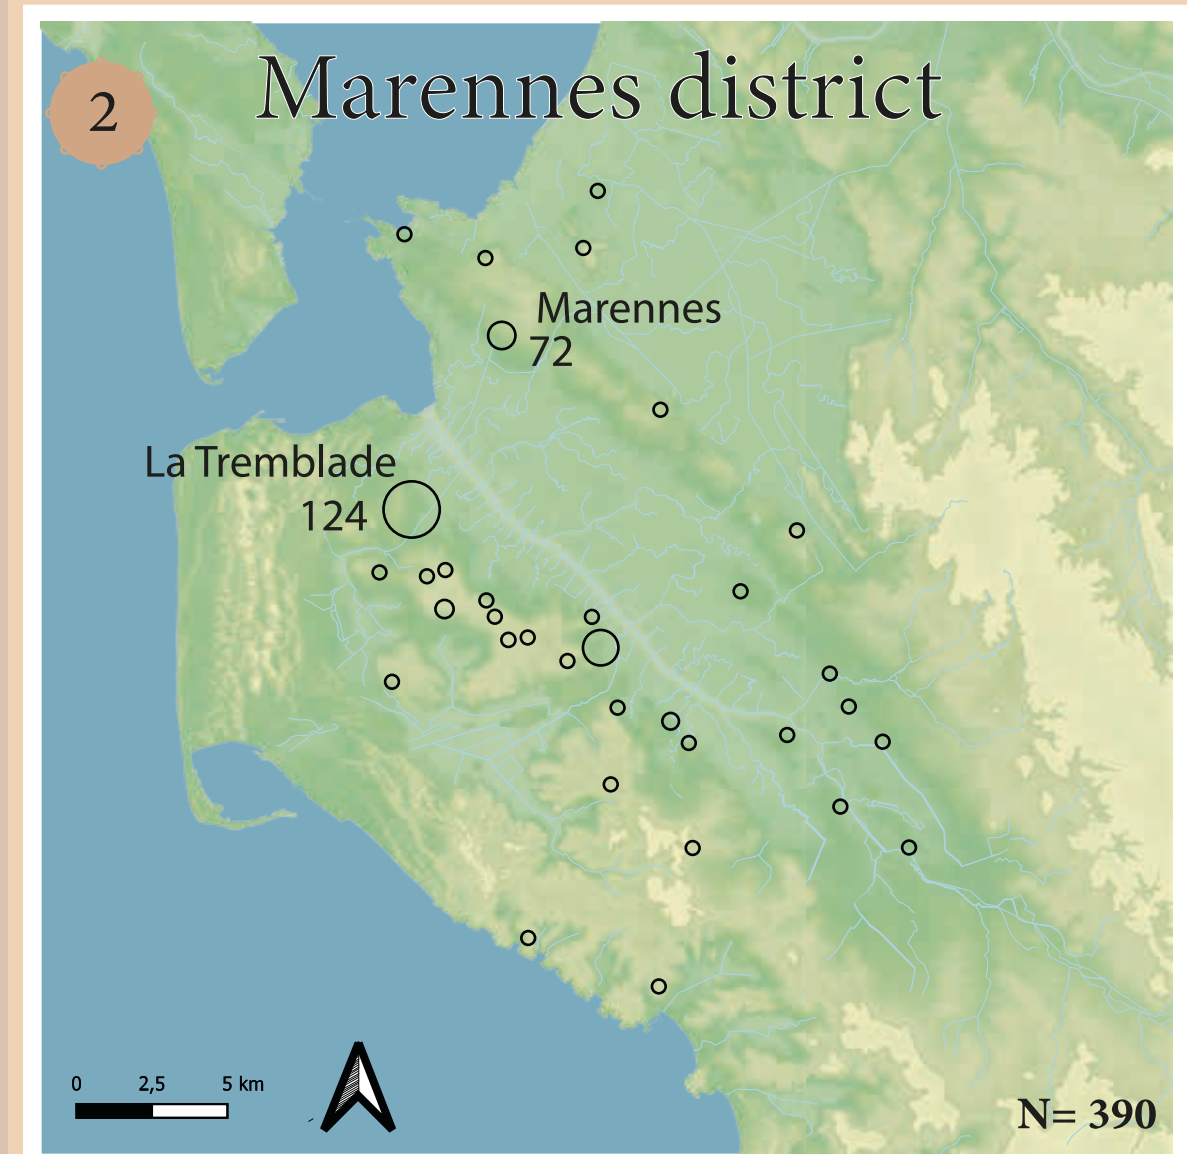 Marennes district
2
Marennes
72
La Tremblade
124
0 2,5 5 km
N= 390